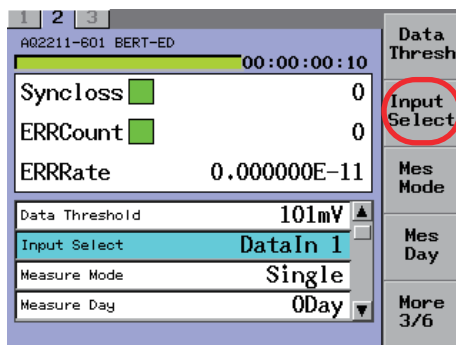 1 2 3
AQ2211-601 BERT-ED
00:00:00:10
Syncloss 0
ERRCount 0
ERRRate 0.000000E-11
Data Threshold 101mV
Input Select DataIn 1
Measure Mode Single
Measure Day 0Day
Data
Thresh
Input
Select
Mes
Mode
Mes
Day
More
3/6